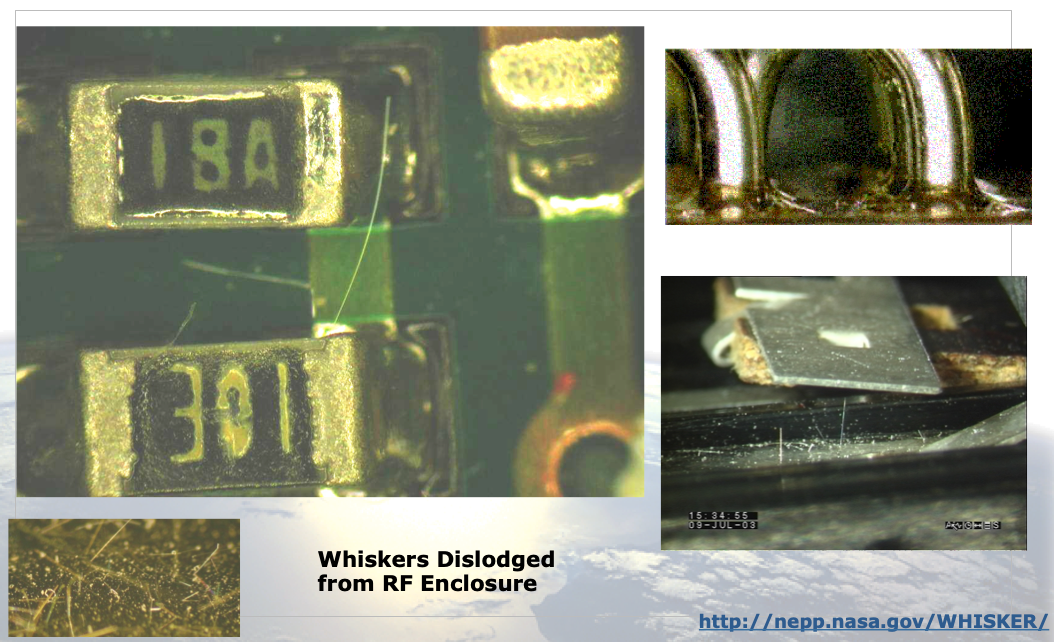 18A
301
15:34:55
09-JUL-03
Whiskers Dislodged
from RF Enclosure
http://nepp.nasa.gov/WHISKER/